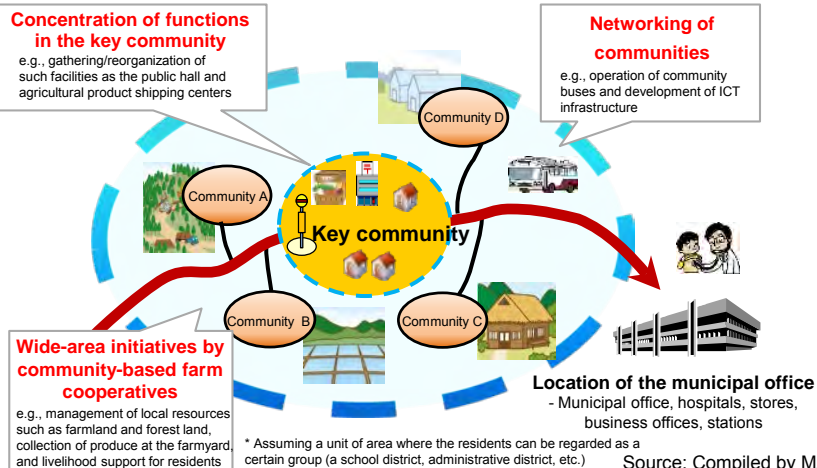 Concentration of functions
in the key community
e.g., gathering/reorganization of
such facilities as the public hall and
agricultural product shipping centers
Networking of
communities
e.g., operation of community
buses and development of ICT
infrastructure
Community D
Community A
Key community
Community B
Community C
Wide-area initiatives by
community-based farm
cooperatives
e.g., management of local resources
such as farmland and forest land,
collection of produce at the farmyard,
and livelihood support for residents
Location of the municipal office
- Municipal office, hospitals, stores,
business offices, stations
* Assuming a unit of area where the residents can be regarded as a
certain group (a school district, administrative district, etc.)
Source: Compiled by M